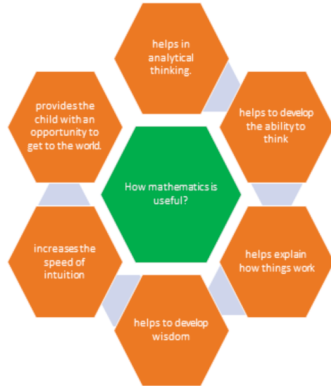 How mathematics is
useful?
helps in
analytical
thinking.
helps to develop
the ability to
think
helps explain
how things work
helps to develop
wisdom
increases the
speed of
intuition
provides the
child with an
opportunity to
get to the world.